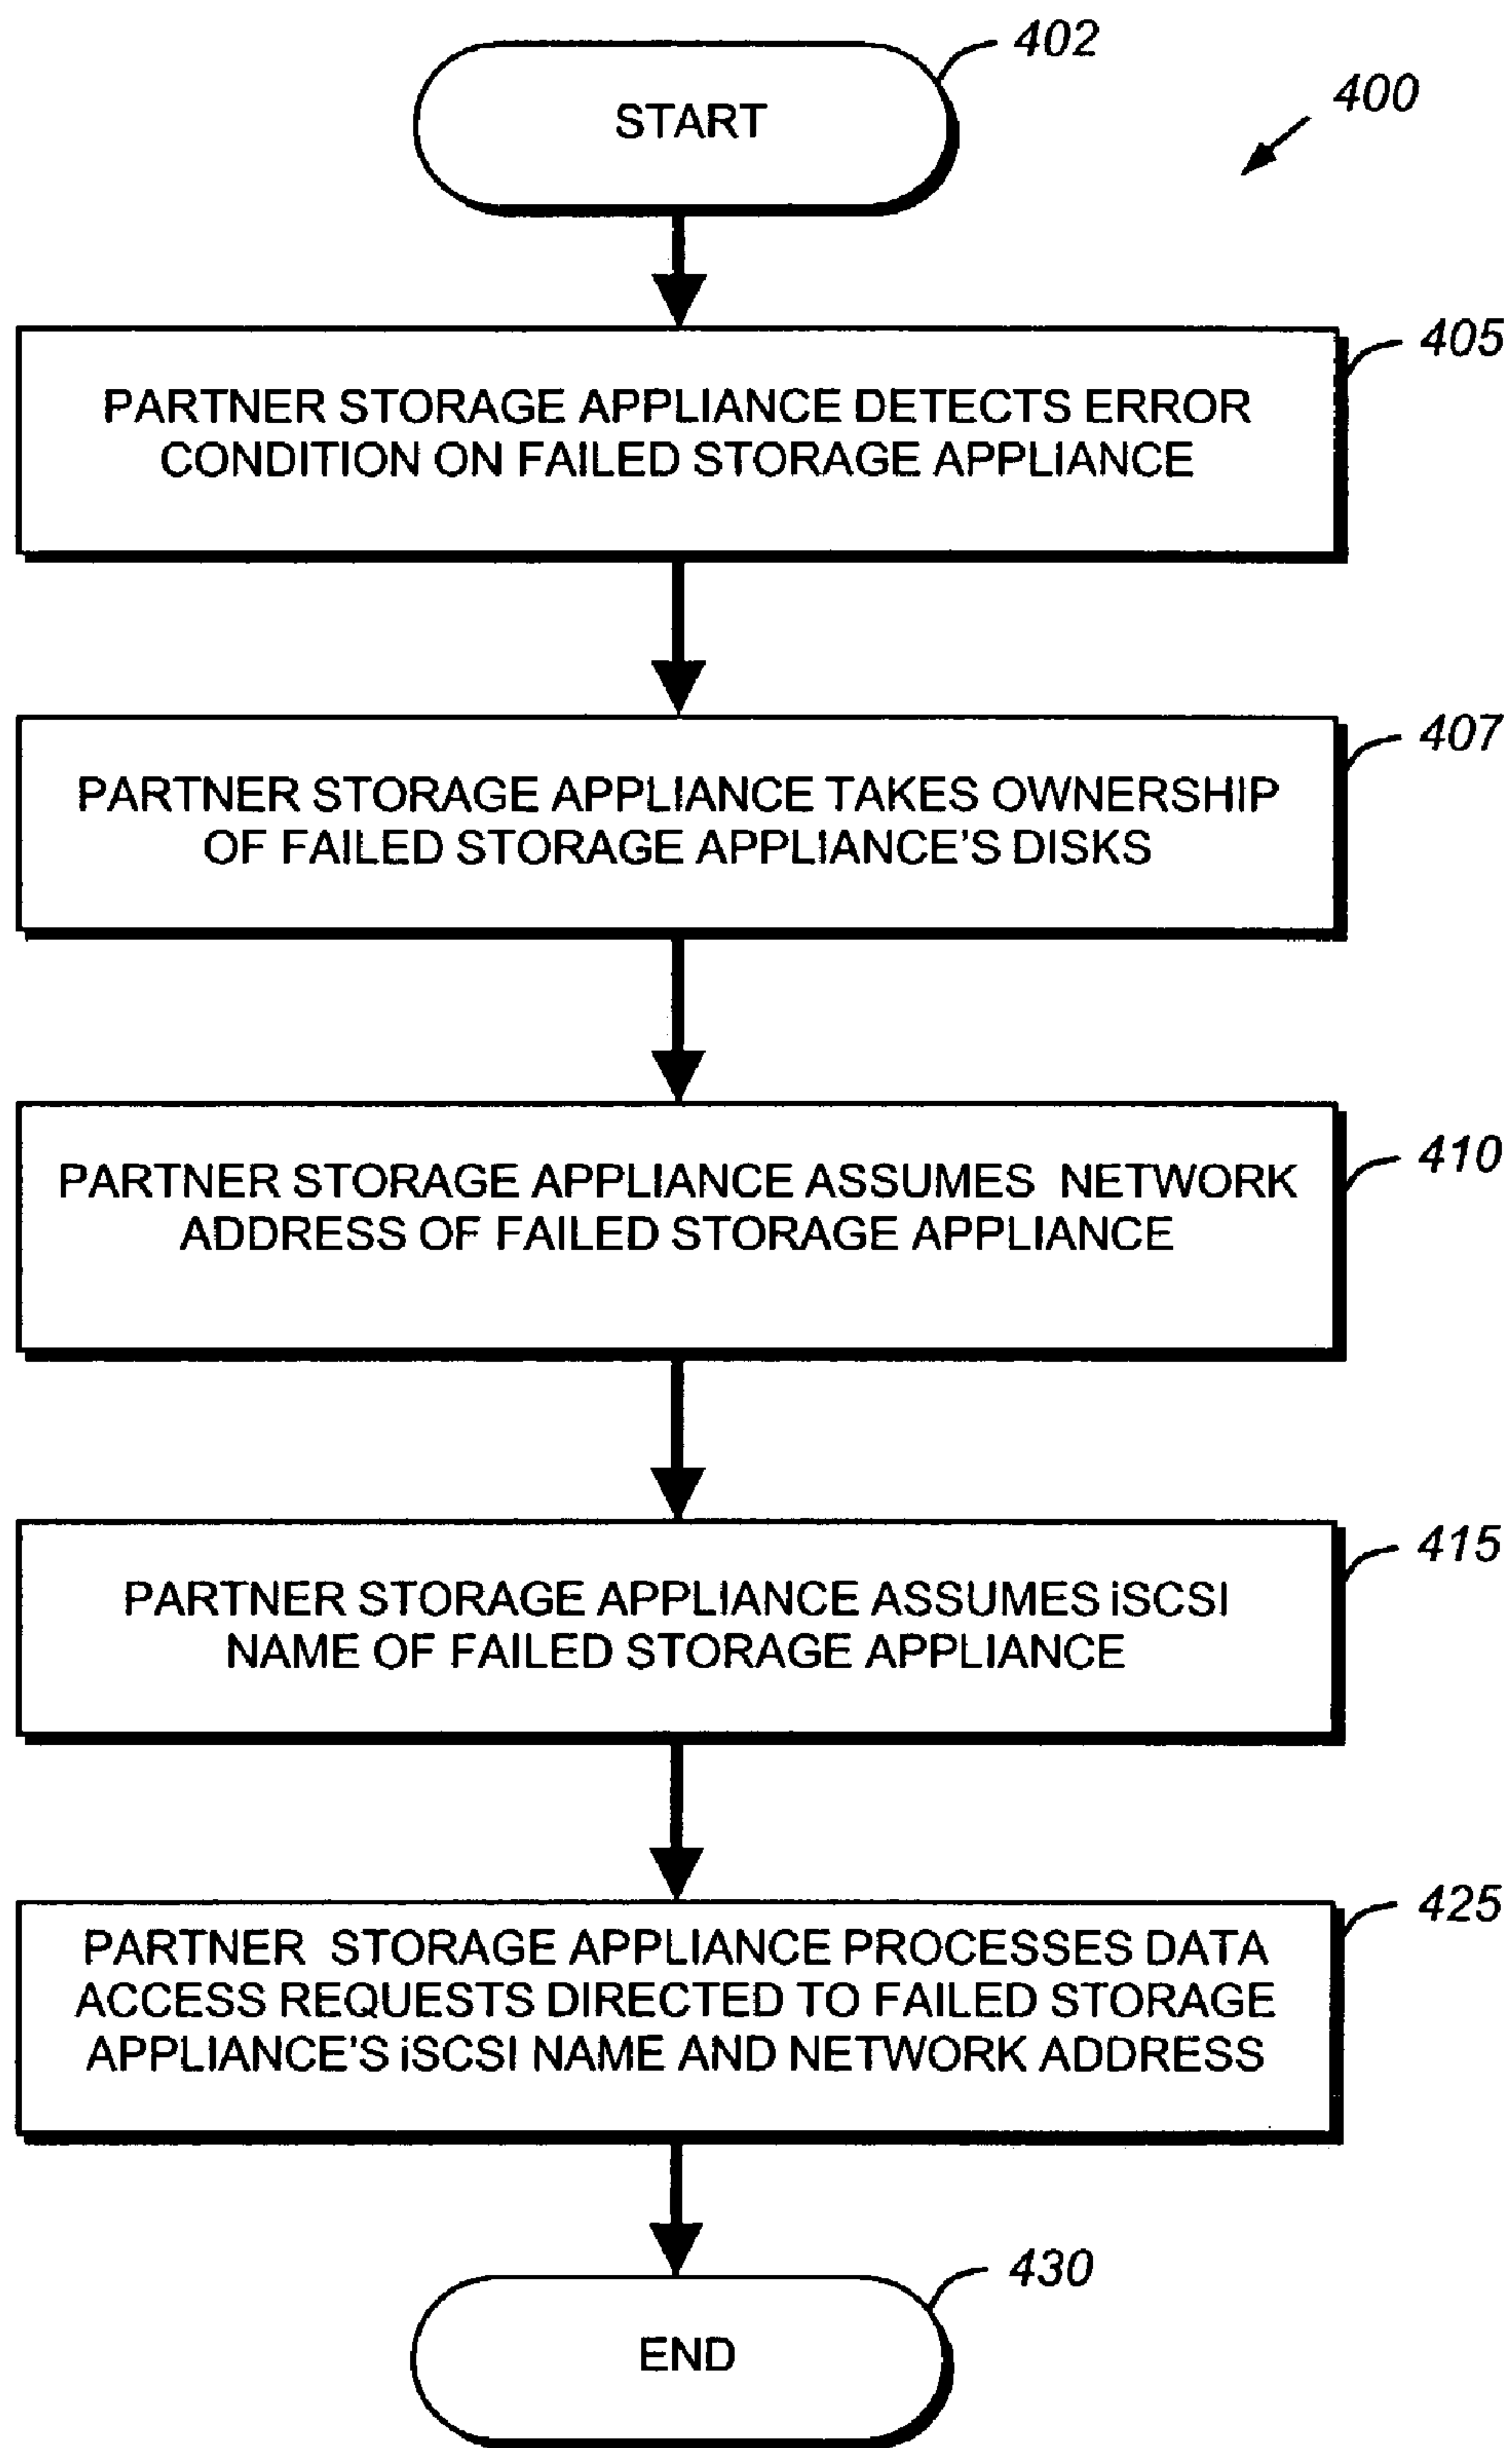 402
START
400
405
PARTNER STORAGE APPLIANCE DETECTS ERROR
CONDITION ON FAILED STORAGE APPLIANCE
407
PARTNER STORAGE APPLIANCE TAKES OWNERSHIP
OF FAILED STORAGE APPLIANCE'S DISKS
410
PARTNER STORAGE APPLIANCE ASSUMES NETWORK
ADDRESS OF FAILED STORAGE APPLIANCE
415
PARTNER STORAGE APPLIANCE ASSUMES iSCSI
NAME OF FAILED STORAGE APPLIANCE
425
PARTNER STORAGE APPLIANCE PROCESSES DATA
ACCESS REQUESTS DIRECTED TO FAILED STORAGE
APPLIANCE'S iSCSI NAME AND NETWORK ADDRESS
430
END